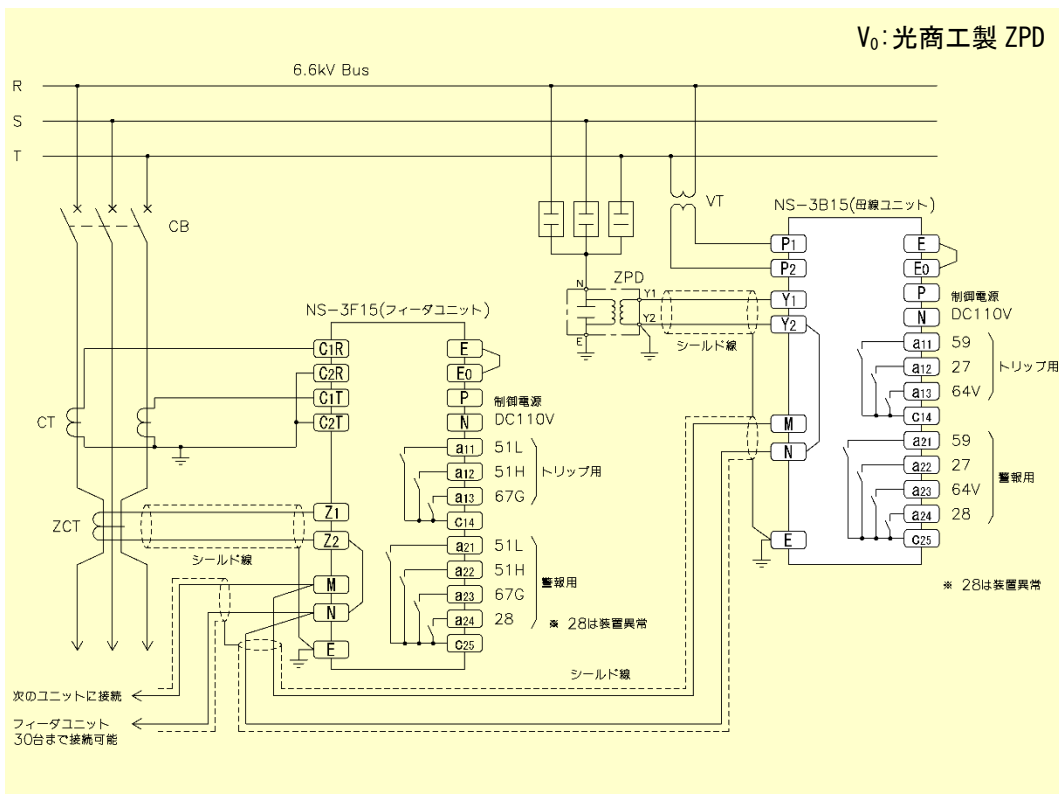 V₀:光商工製 ZPD
6.6kV Bus
R
S
T
CB
VT
NS-3B15(母線ユニット)
P1
P2
Y1
Y2
M
N
E
E
E0
P
N
制御電源
DC110V
a11 59
a12 27
a13 64V
トリップ用
C14
a21 59
a22 27
a23 64V
a24 28
警報用
C25
※ 28は装置異常
ZPD
N
E
Y1
Y2
シールド線
NS-3F15(フィーダユニット)
C1R
C2R
C1T
C2T
Z1
Z2
M
N
E
E
E0
P
N
制御電源
DC110V
a11 51L
a12 51H
a13 67G
トリップ用
C14
a21 51L
a22 51H
a23 67G
a24 28
警報用
※ 28は装置異常
C25
CT
ZCT
シールド線
シールド線
次のユニットに接続
フィーダユニット
30台まで接続可能